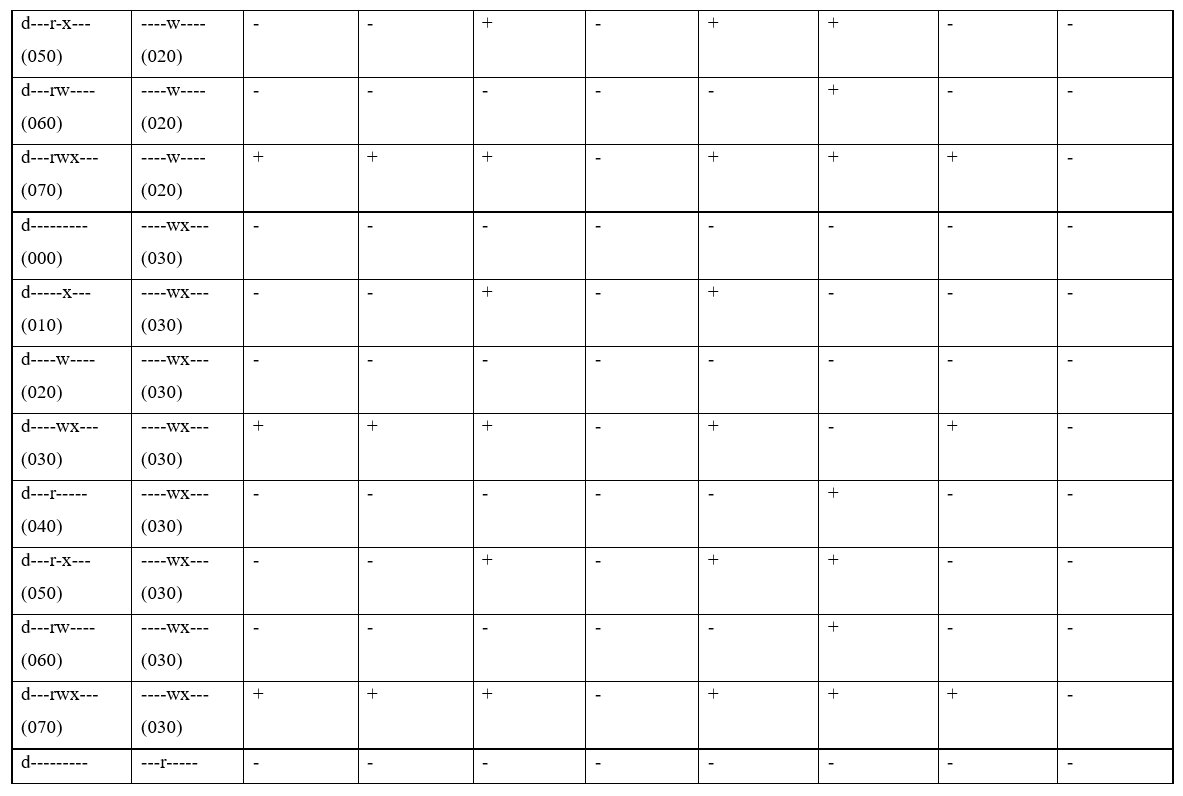 d---r-x--- ----w---- - - + - + + - -
(050) (020)
d---rw---- ----w---- - - - - - + - -
(060) (020)
d---rwx--- ----w---- + + + - + + + -
(070) (020)
d--------- ----wx--- - - - - - - - -
(000) (030)
d-----x--- ----wx--- - - + - + - - -
(010) (030)
d----w---- ----wx--- - - - - - - - -
(020) (030)
d----wx--- ----wx--- + + + - + - + -
(030) (030)
d---r----- ----wx--- - - - - - + - -
(040) (030)
d---r-x--- ----wx--- - - + - + + - -
(050) (030)
d---rw---- ----wx--- - - - - - + - -
(060) (030)
d---rwx--- ----wx--- + + + - + + + -
(070) (030)
d--------- ---r----- - - - - - - - -